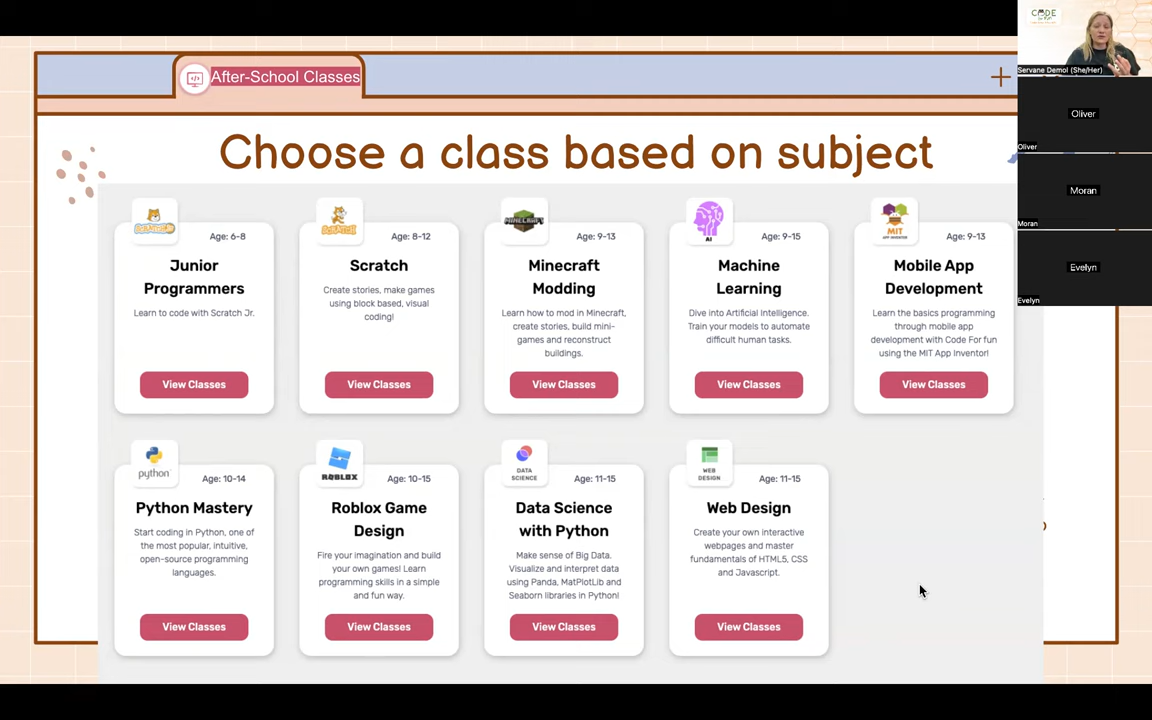 After-School Classes
Choose a class based on subject
SCRATCH
Age: 6-8
Junior
Programmers
Learn to code with Scratch Jr.
View Classes
SCRATCH
Age: 8-12
Scratch
Create stories, make games
using block based, visual
coding!
View Classes
MINECRAFT
Age: 9-13
Minecraft
Modding
Learn how to mod in Minecraft,
create stories, build mini-
games and reconstruct
buildings.
View Classes
AI
Age: 9-15
Machine
Learning
Dive into Artificial Intelligence.
Train your models to automate
difficult human tasks.
View Classes
MIT
APP INVENTOR
Age: 9-13
Mobile App
Development
Learn the basics programming
through mobile app
development with Code For fun
using the MIT App Inventor!
View Classes
python
Age: 10-14
Python Mastery
Start coding in Python, one of
the most popular, intuitive,
open-source programming
languages.
View Classes
ROBLOX
Age: 10-15
Roblox Game
Design
Fire your imagination and build
your own games! Learn
programming skills in a simple
and fun way.
View Classes
DATA
SCIENCE
Age: 11-15
Data Science
with Python
Make sense of Big Data.
Visualize and interpret data
using Panda, MatPlotLib and
Seaborn libraries in Python!
View Classes
WEB
DESIGN
Age: 11-15
Web Design
Create your own interactive
webpages and master
fundamentals of HTML5, CSS
and Javascript.
View Classes
CODE
for FUN
Servane Demol (She/Her)
Oliver
Oliver
Moran
Moran
Evelyn
Evelyn